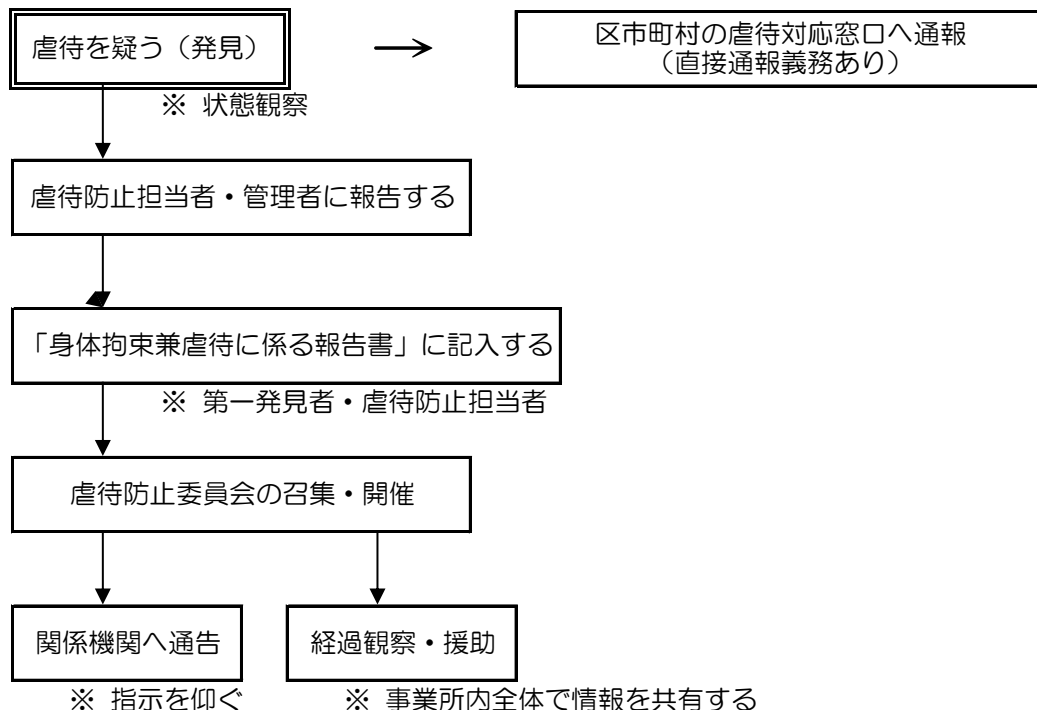 虐待を疑う（発見）
区市町村の虐待対応窓口へ通報
（直接通報義務あり）
※ 状態観察
虐待防止担当者・管理者に報告する
「身体拘束兼虐待に係る報告書」に記入する
※ 第一発見者・虐待防止担当者
虐待防止委員会の召集・開催
関係機関へ通告
経過観察・援助
※ 指示を仰ぐ
※ 事業所内全体で情報を共有する